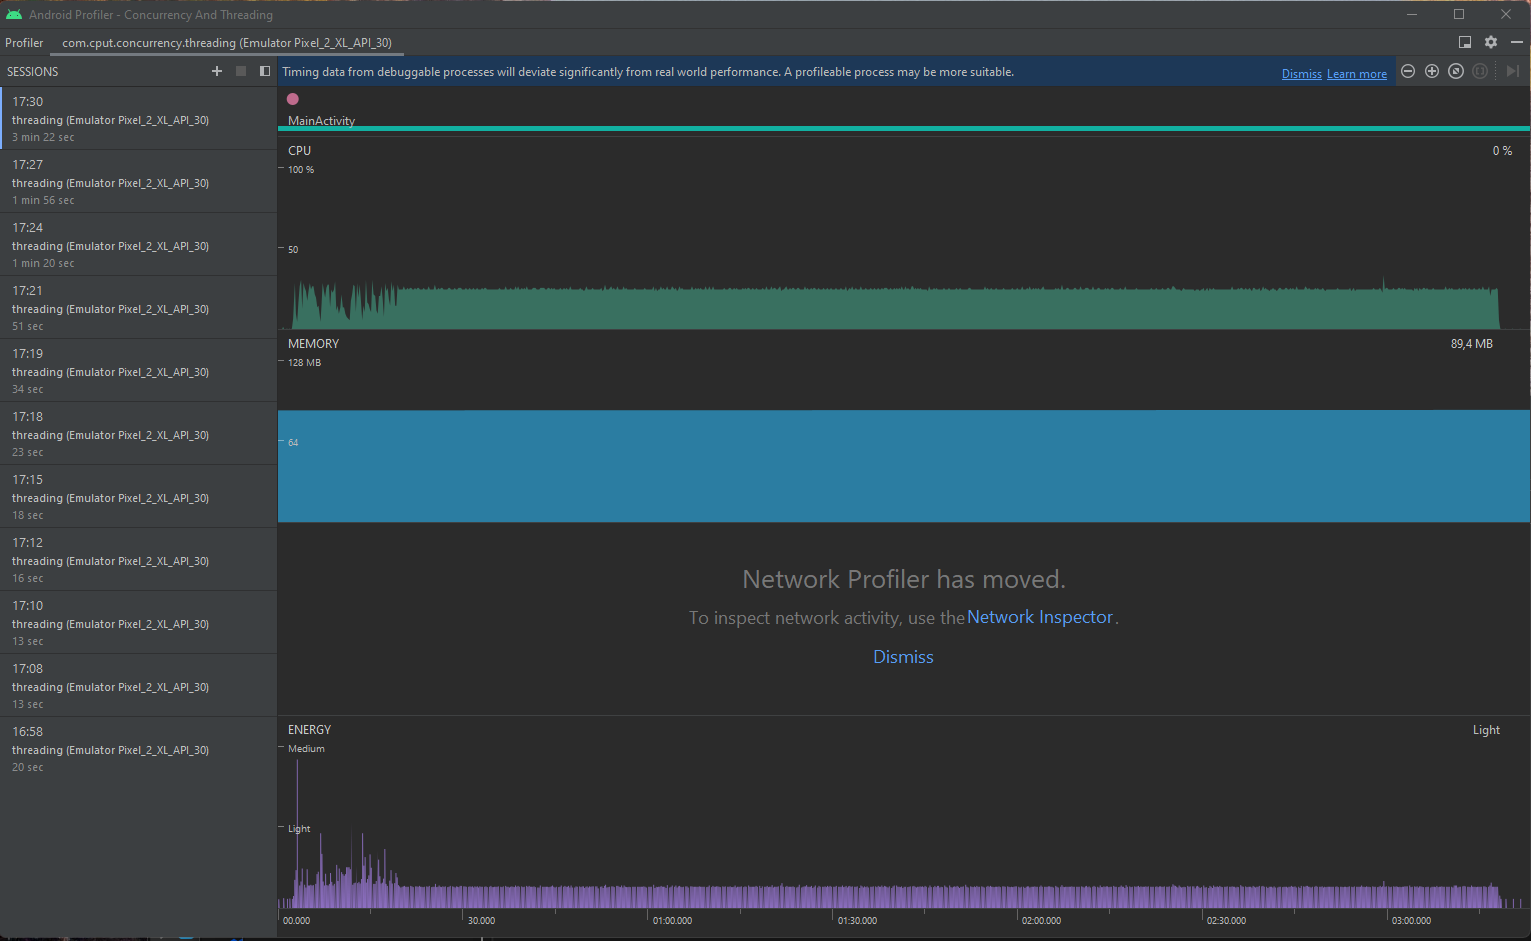 Android Profiler - Concurrency And Threading
Profiler com.cput.concurrency.threading (Emulator Pixel_2_XL_API_30)
SESSIONS
17:30
threading (Emulator Pixel_2_XL_API_30)
3 min 22 sec
17:27
threading (Emulator Pixel_2_XL_API_30)
1 min 56 sec
17:24
threading (Emulator Pixel_2_XL_API_30)
1 min 20 sec
17:21
threading (Emulator Pixel_2_XL_API_30)
51 sec
17:19
threading (Emulator Pixel_2_XL_API_30)
34 sec
17:18
threading (Emulator Pixel_2_XL_API_30)
23 sec
17:15
threading (Emulator Pixel_2_XL_API_30)
18 sec
17:12
threading (Emulator Pixel_2_XL_API_30)
16 sec
17:10
threading (Emulator Pixel_2_XL_API_30)
13 sec
17:08
threading (Emulator Pixel_2_XL_API_30)
13 sec
16:58
threading (Emulator Pixel_2_XL_API_30)
20 sec
Timing data from debuggable processes will deviate significantly from real world performance. A profileable process may be more suitable. Dismiss Learn more
MainActivity
CPU 0 %
100 %
50
MEMORY 89,4 MB
128 MB
64
Network Profiler has moved.
To inspect network activity, use the Network Inspector.
Dismiss
ENERGY Light
Medium
Light
00.000 30.000 01:00.000 01:30.000 02:00.000 02:30.000 03:00.000